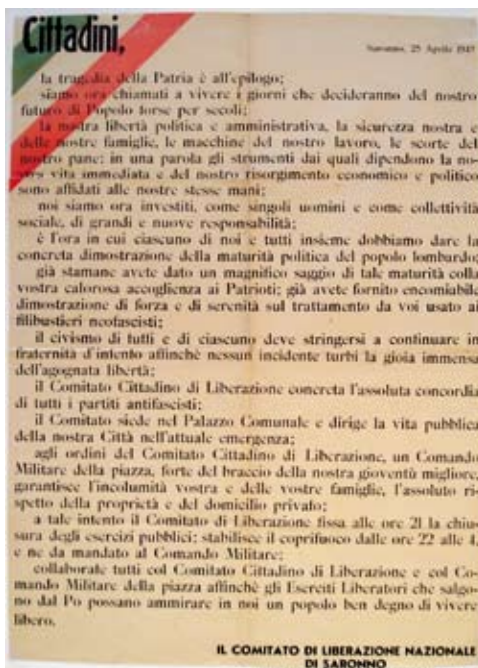 Cittadini,
Saronno, 25 Aprile 1945
la tragedia della Patria è all'epilogo;
siamo ora chiamati a vivere i giorni che decideranno del nostro
futuro di Popolo forse per secoli;
la nostra libertà politica e amministrativa, la sicurezza nostra e
delle nostre famiglie, le macchine del nostro lavoro, le scorte del
nostro pane: in una parola gli strumenti dai quali dipendono la no-
stra vita immediata e del nostro risorgimento economico e politico
sono affidati alle nostre stesse mani;
noi siamo ora investiti, come singoli uomini e come collettività
sociale, di grandi e nuove responsabilità;
è l'ora in cui ciascuno di noi e tutti insieme dobbiamo dare la
concreta dimostrazione della maturità politica del popolo lombardo;
già stamane avete dato un magnifico saggio di tale maturità colla
vostra calorosa accoglienza ai Patrioti; già avete fornito encomiabile
dimostrazione di forza e di serenità sul trattamento da voi usato ai
filibustieri neofascisti;
il civismo di tutti e di ciascuno deve stringersi a continuare in
fraternità d'intento affinchè nessun incidente turbi la gioia immensa
dell'agognata libertà;
il Comitato Cittadino di Liberazione concreta l'assoluta concordia
di tutti i partiti antifascisti;
il Comitato siede nel Palazzo Comunale e dirige la vita pubblica
della nostra Città nell'attuale emergenza;
agli ordini del Comitato Cittadino di Liberazione, un Comando
Militare della piazza, forte del braccio della nostra gioventù migliore,
garantisce l'incolumità vostra e delle vostre famiglie, l'assoluto ri-
spetto della proprietà e del domicilio privato;
a tale intento il Comitato di Liberazione fissa alle ore 21 la chiu-
sura degli esercizi pubblici; stabilisce il coprifuoco dalle ore 22 alle 4,
e ne da mandato al Comando Militare;
collaborate tutti col Comitato Cittadino di Liberazione e col Co-
mando Militare della piazza affinchè gli Eserciti Liberatori che salgo-
no dal Po possano ammirare in noi un popolo ben degno di vivere
libero.
IL COMITATO DI LIBERAZIONE NAZIONALE
DI SARONNO